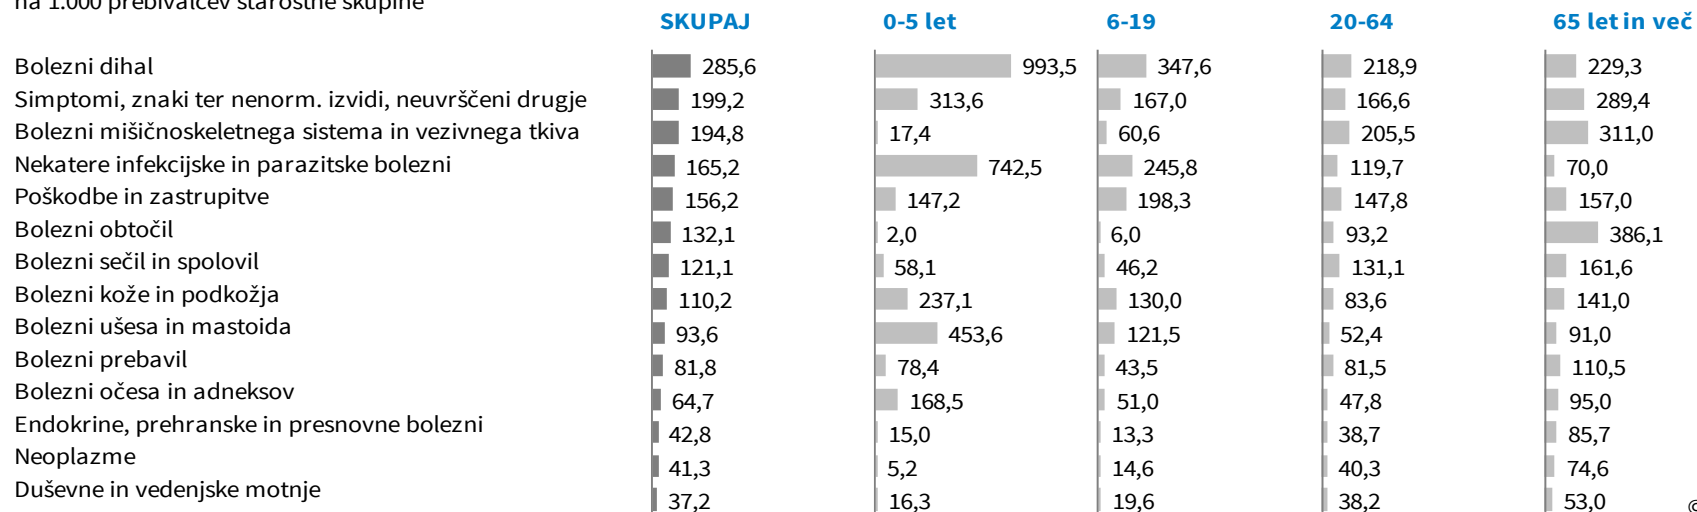 na 1.000 prebivalcev starostne skupine
SKUPAJ 0-5 let 6-19 20-64 65 let in več
Bolezni dihal 285,6 993,5 347,6 218,9 229,3
Simptomi, znaki ter nenorm. izvidi, neuvrščeni drugje 199,2 313,6 167,0 166,6 289,4
Bolezni mišičnoskeletnega sistema in vezivnega tkiva 194,8 17,4 60,6 205,5 311,0
Nekatere infekcijske in parazitske bolezni 165,2 742,5 245,8 119,7 70,0
Poškodbe in zastrupitve 156,2 147,2 198,3 147,8 157,0
Bolezni obtočil 132,1 2,0 6,0 93,2 386,1
Bolezni sečil in spolovil 121,1 58,1 46,2 131,1 161,6
Bolezni kože in podkožja 110,2 237,1 130,0 83,6 141,0
Bolezni ušesa in mastoida 93,6 453,6 121,5 52,4 91,0
Bolezni prebavil 81,8 78,4 43,5 81,5 110,5
Bolezni očesa in adneksov 64,7 168,5 51,0 47,8 95,0
Endokrine, prehranske in presnovne bolezni 42,8 15,0 13,3 38,7 85,7
Neoplazme 41,3 5,2 14,6 40,3 74,6
Duševne in vedenjske motnje 37,2 16,3 19,6 38,2 53,0
©